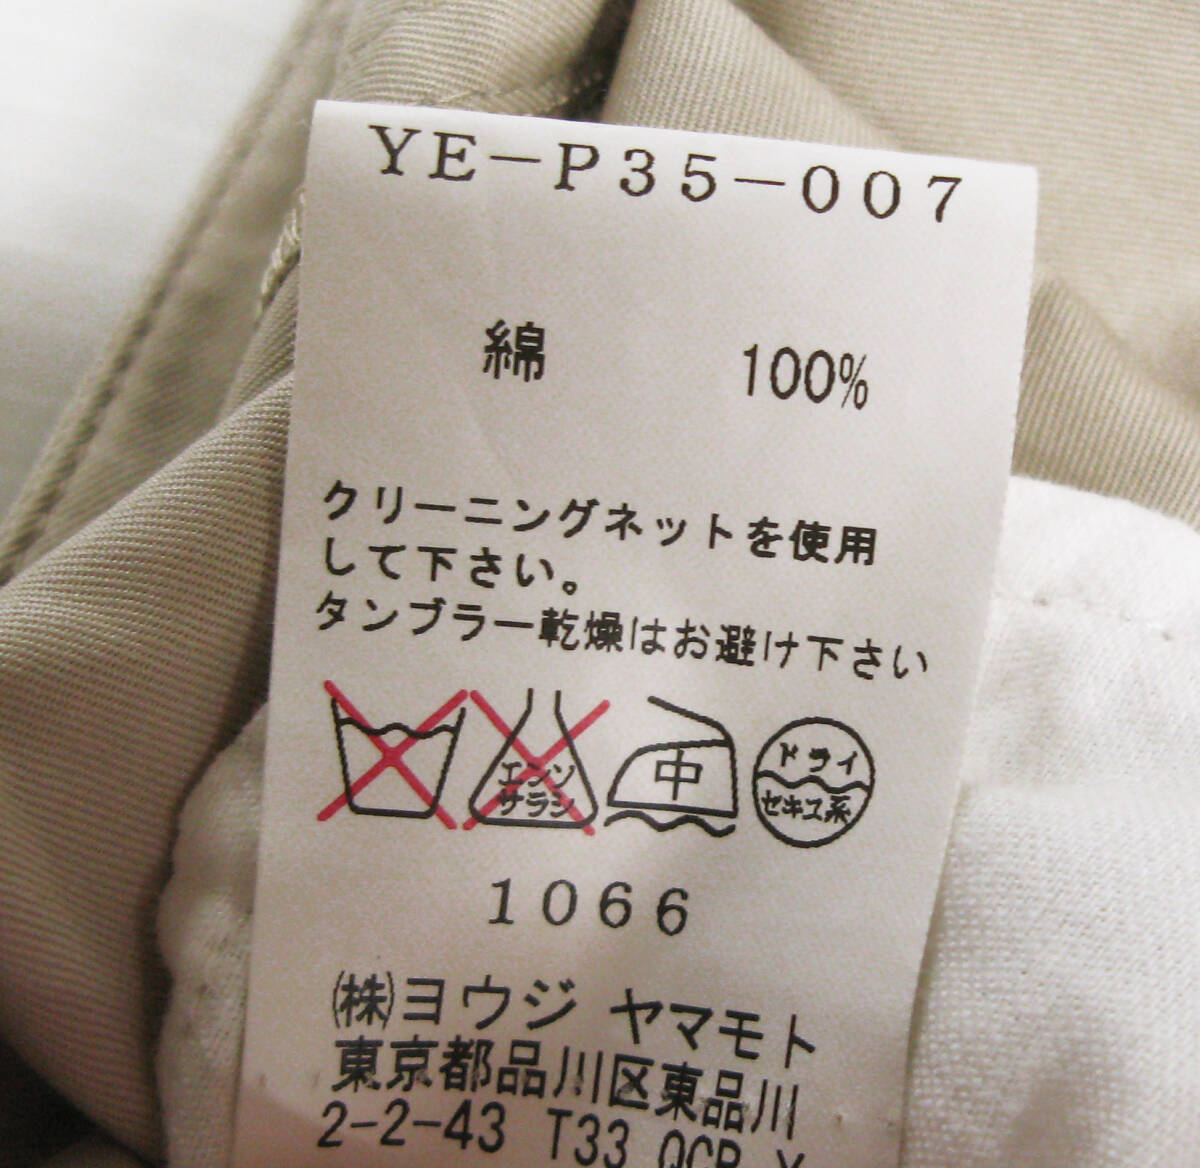 YE-P35-007
綿 100%
クリーニングネットを使用
して下さい。
タンブラー乾燥はお避け下さい
エンソ
サラシ
中
ドライ
セキユ系
1066
(株)ヨウジ ヤマモト
東京都品川区東品川
2-2-43 T33 QCR Y